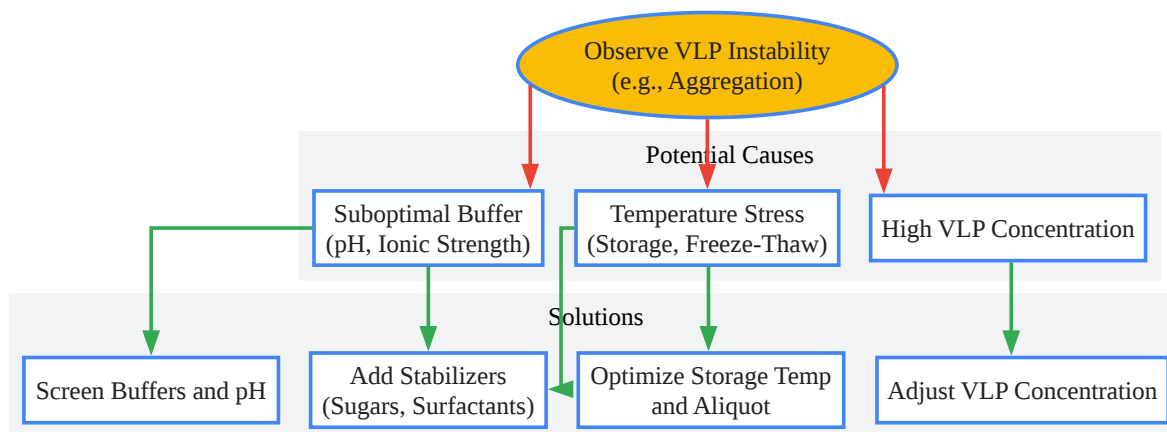 Observe VLP Instability
(e.g., Aggregation)
Potential Causes
Suboptimal Buffer
(pH, Ionic Strength)
Temperature Stress
(Storage, Freeze-Thaw)
High VLP Concentration
Solutions
Screen Buffers and pH
Add Stabilizers
(Sugars, Surfactants)
Optimize Storage Temp
and Aliquot
Adjust VLP Concentration